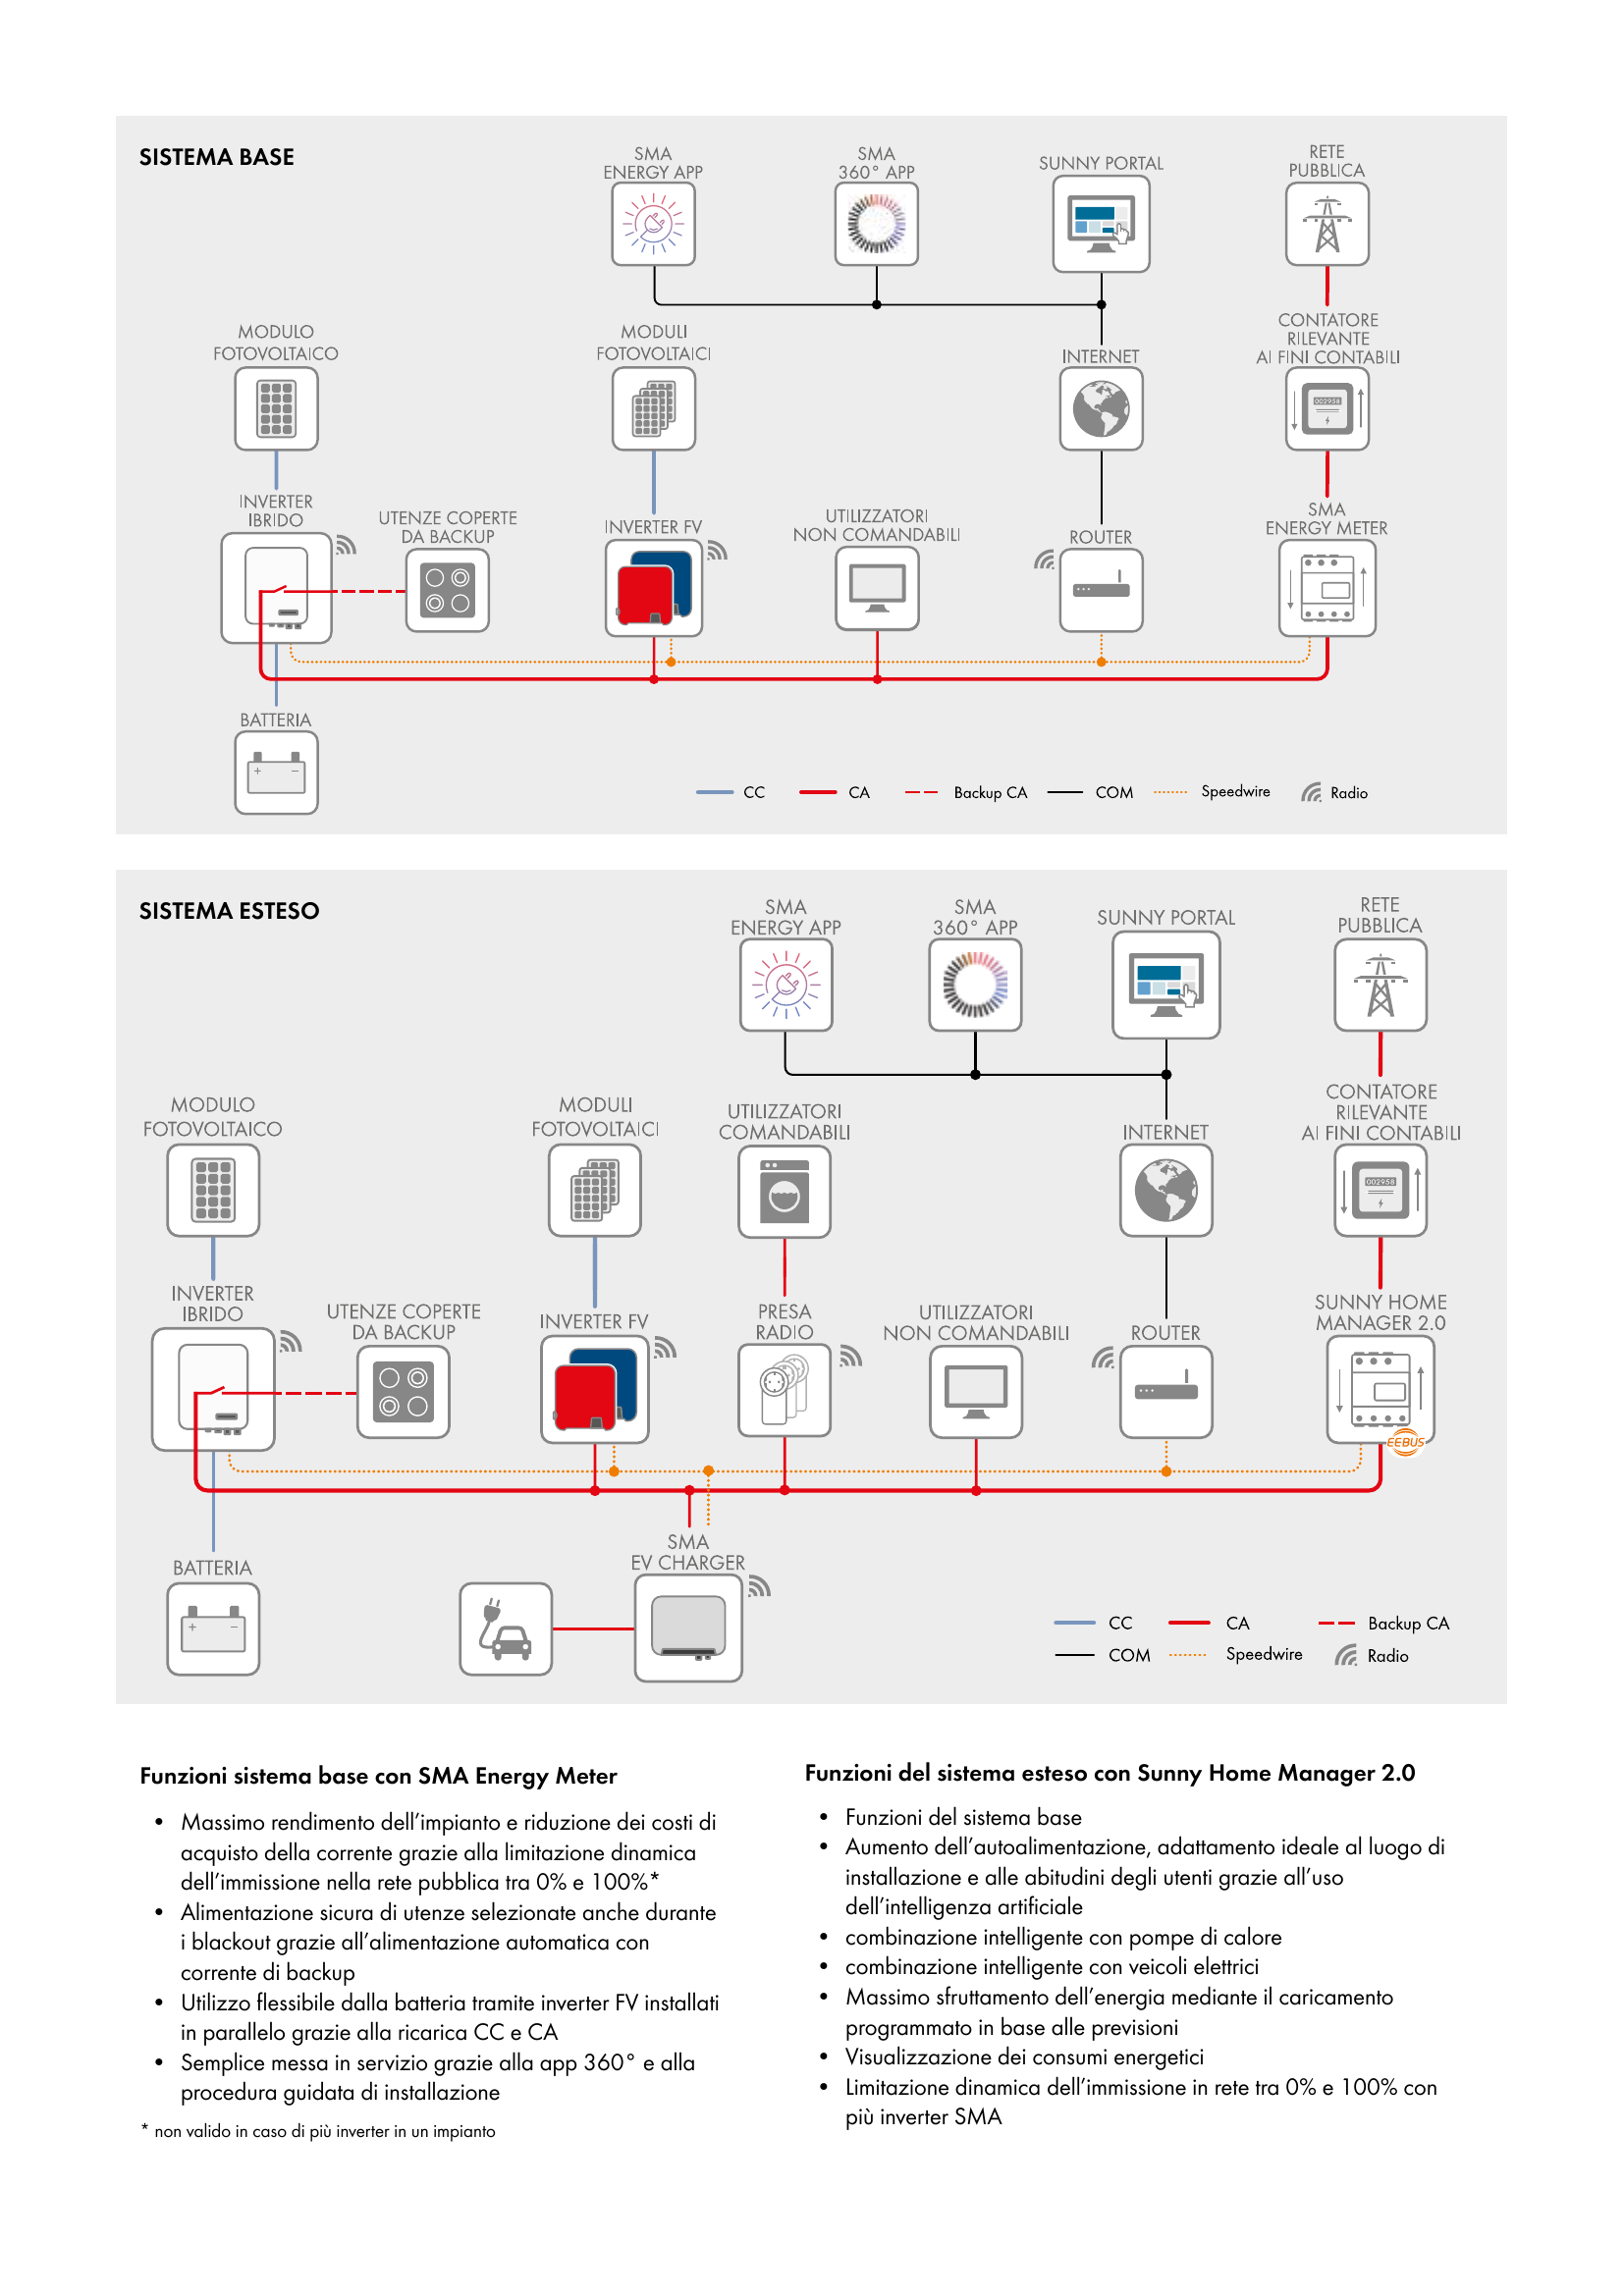 SISTEMA BASE
SMA
ENERGY APP
SMA
360° APP
SUNNY PORTAL
RETE
PUBBLICA
MODULO
FOTOVOLTAICO
MODULI
FOTOVOLTAICI
INTERNET
CONTATORE
RILEVANTE
AI FINI CONTABILI
002958
INVERTER
IBRIDO
UTENZE COPERTE
DA BACKUP
INVERTER FV
UTILIZZATORI
NON COMANDABILI
ROUTER
SMA
ENERGY METER
BATTERIA
+ −
CC
CA
Backup CA
COM
Speedwire
Radio
SISTEMA ESTESO
SMA
ENERGY APP
SMA
360° APP
SUNNY PORTAL
RETE
PUBBLICA
MODULO
FOTOVOLTAICO
MODULI
FOTOVOLTAICI
UTILIZZATORI
COMANDABILI
INTERNET
CONTATORE
RILEVANTE
AI FINI CONTABILI
002958
INVERTER
IBRIDO
UTENZE COPERTE
DA BACKUP
INVERTER FV
PRESA
RADIO
UTILIZZATORI
NON COMANDABILI
ROUTER
SUNNY HOME
MANAGER 2.0
EEBUS
BATTERIA
+ −
SMA
EV CHARGER
CC
CA
Backup CA
COM
Speedwire
Radio
Funzioni sistema base con SMA Energy Meter
• Massimo rendimento dell’impianto e riduzione dei costi di
acquisto della corrente grazie alla limitazione dinamica
dell’immissione nella rete pubblica tra 0% e 100%*
• Alimentazione sicura di utenze selezionate anche durante
i blackout grazie all’alimentazione automatica con
corrente di backup
• Utilizzo flessibile dalla batteria tramite inverter FV installati
in parallelo grazie alla ricarica CC e CA
• Semplice messa in servizio grazie alla app 360° e alla
procedura guidata di installazione
* non valido in caso di più inverter in un impianto
Funzioni del sistema esteso con Sunny Home Manager 2.0
• Funzioni del sistema base
• Aumento dell’autoalimentazione, adattamento ideale al luogo di
installazione e alle abitudini degli utenti grazie all’uso
dell’intelligenza artificiale
• combinazione intelligente con pompe di calore
• combinazione intelligente con veicoli elettrici
• Massimo sfruttamento dell’energia mediante il caricamento
programmato in base alle previsioni
• Visualizzazione dei consumi energetici
• Limitazione dinamica dell’immissione in rete tra 0% e 100% con
più inverter SMA